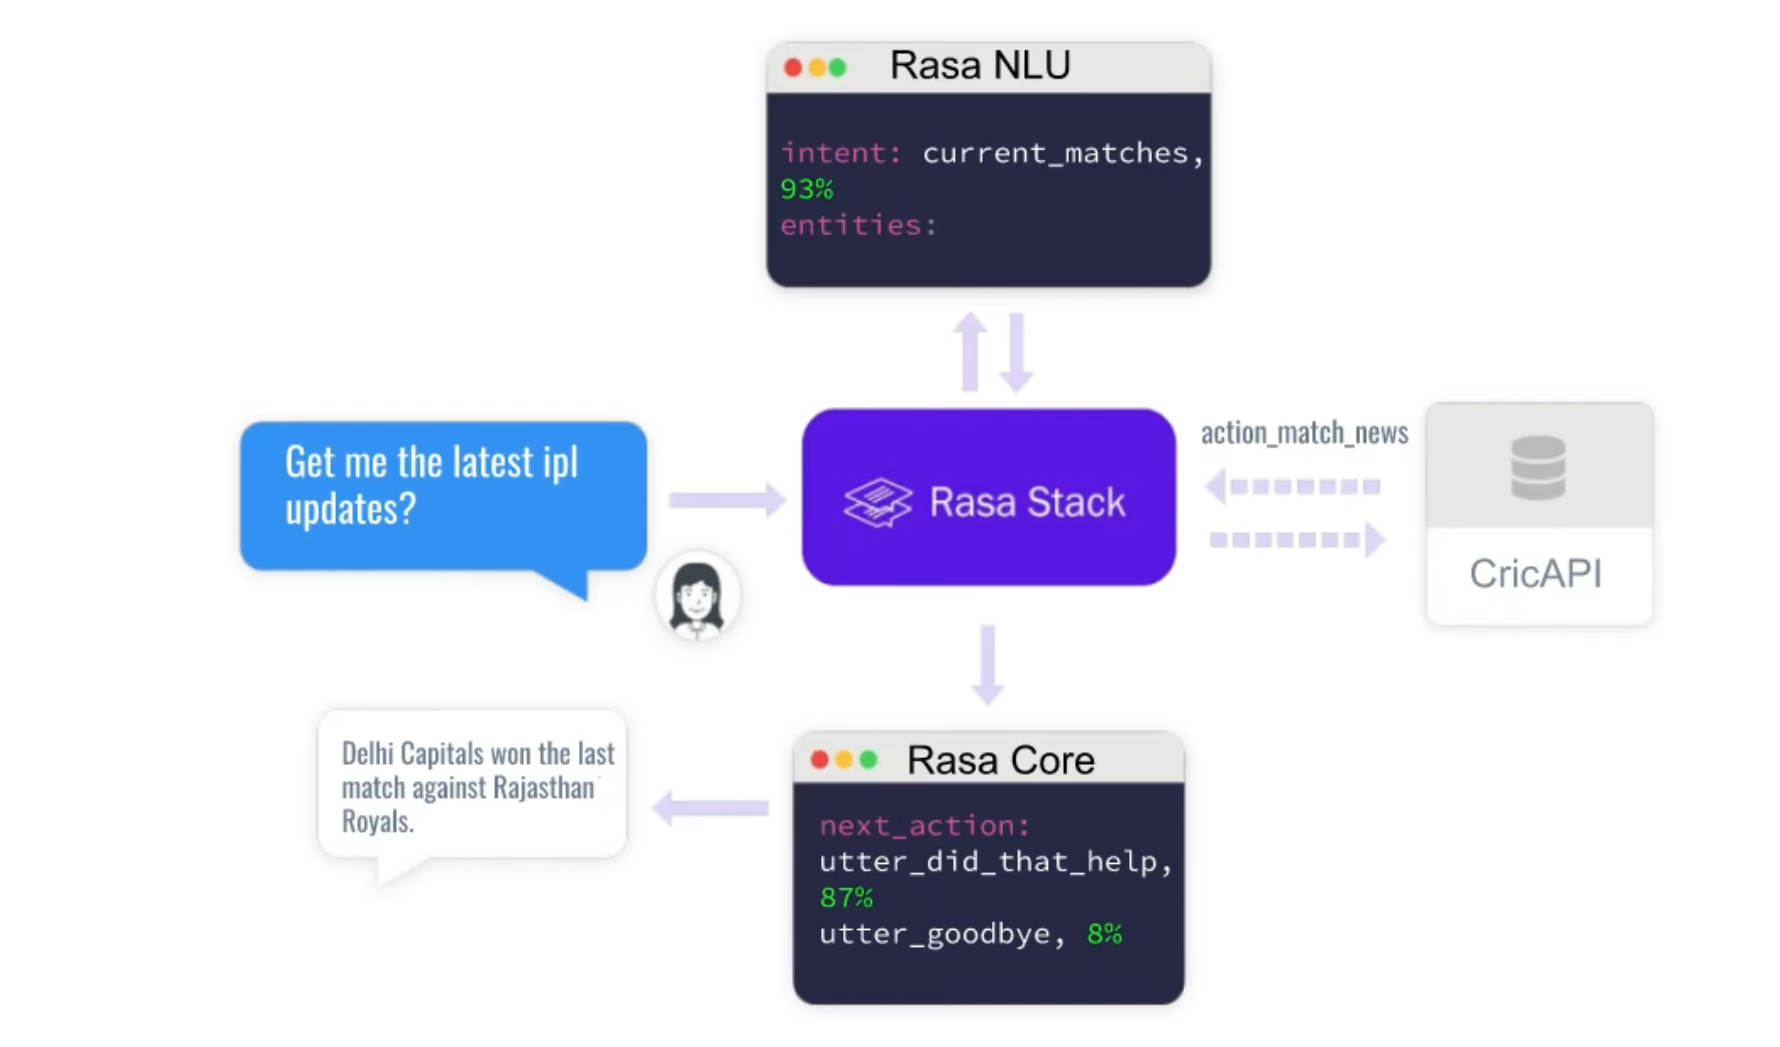 Rasa NLU
intent: current_matches,
93%
entities:
Get me the latest ipl
updates?
Rasa Stack
action_match_news
CricAPI
Delhi Capitals won the last
match against Rajasthan
Royals.
Rasa Core
next_action:
utter_did_that_help,
87%
utter_goodbye, 8%